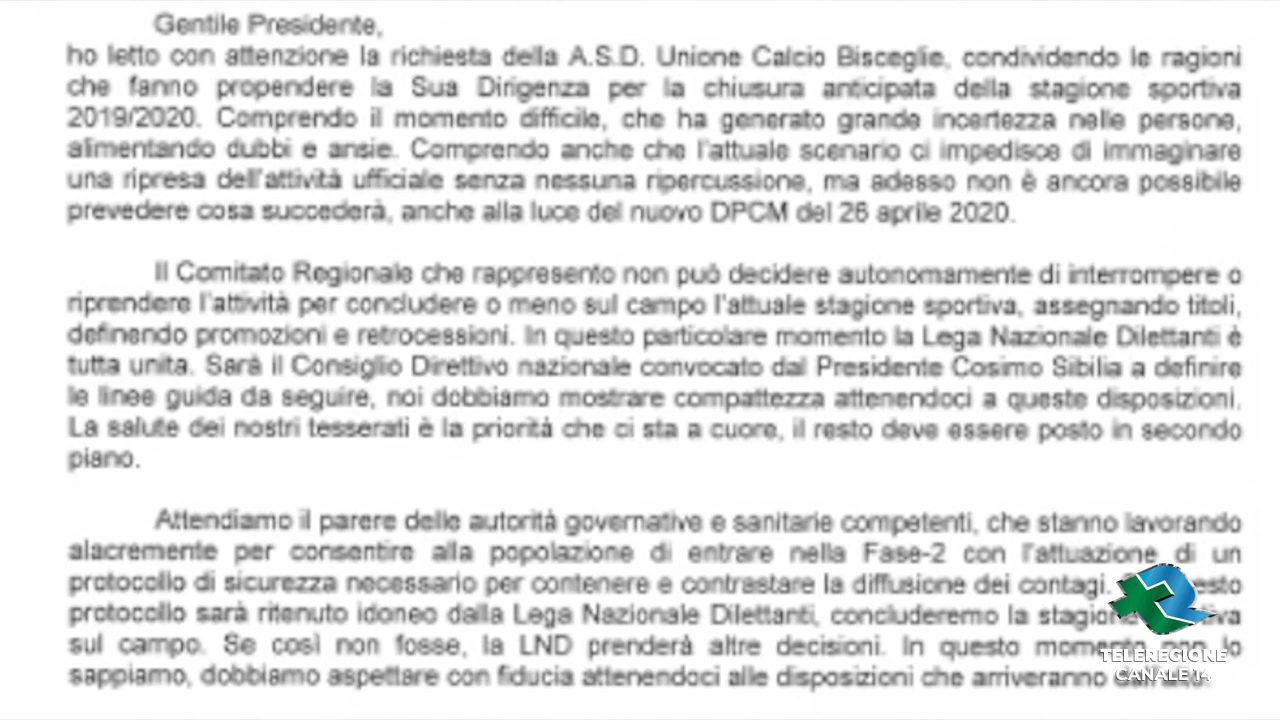 Gentile Presidente,
ho letto con attenzione la richiesta della A.S.D. Unione Calcio Bisceglie, condividendo le ragioni
che fanno propendere la Sua Dirigenza per la chiusura anticipata della stagione sportiva
2019/2020. Comprendo il momento difficile, che ha generato grande incertezza nelle persone,
alimentando dubbi e ansie. Comprendo anche che l'attuale scenario ci impedisce di immaginare
una ripresa dell'attività ufficiale senza nessuna ripercussione, ma adesso non è ancora possibile
prevedere cosa succederà, anche alla luce del nuovo DPCM del 26 aprile 2020.
Il Comitato Regionale che rappresento non può decidere autonomamente di interrompere o
riprendere l'attività per concludere o meno sul campo l'attuale stagione sportiva, assegnando titoli,
definendo promozioni e retrocessioni. In questo particolare momento la Lega Nazionale Dilettanti è
tutta unita. Sarà il Consiglio Direttivo nazionale convocato dal Presidente Cosimo Sibilia a definire
le linee guida da seguire, noi dobbiamo mostrare compattezza attenendoci a queste disposizioni.
La salute dei nostri tesserati è la priorità che ci sta a cuore, il resto deve essere posto in secondo
piano.
Attendiamo il parere delle autorità governative e sanitarie competenti, che stanno lavorando
alacremente per consentire alla popolazione di entrare nella Fase-2 con l'attuazione di un
protocollo di sicurezza necessario per contenere e contrastare la diffusione dei contagi.
protocollo sarà ritenuto idoneo dalla Lega Nazionale Dilettanti, concluderemo la
sul campo. Se così non fosse, la LND prenderà altre decisioni. In questo
sappiamo, dobbiamo aspettare con fiducia attenendoci alle disposizioni che arriveranno
TELEREGIONE
CANALE 14